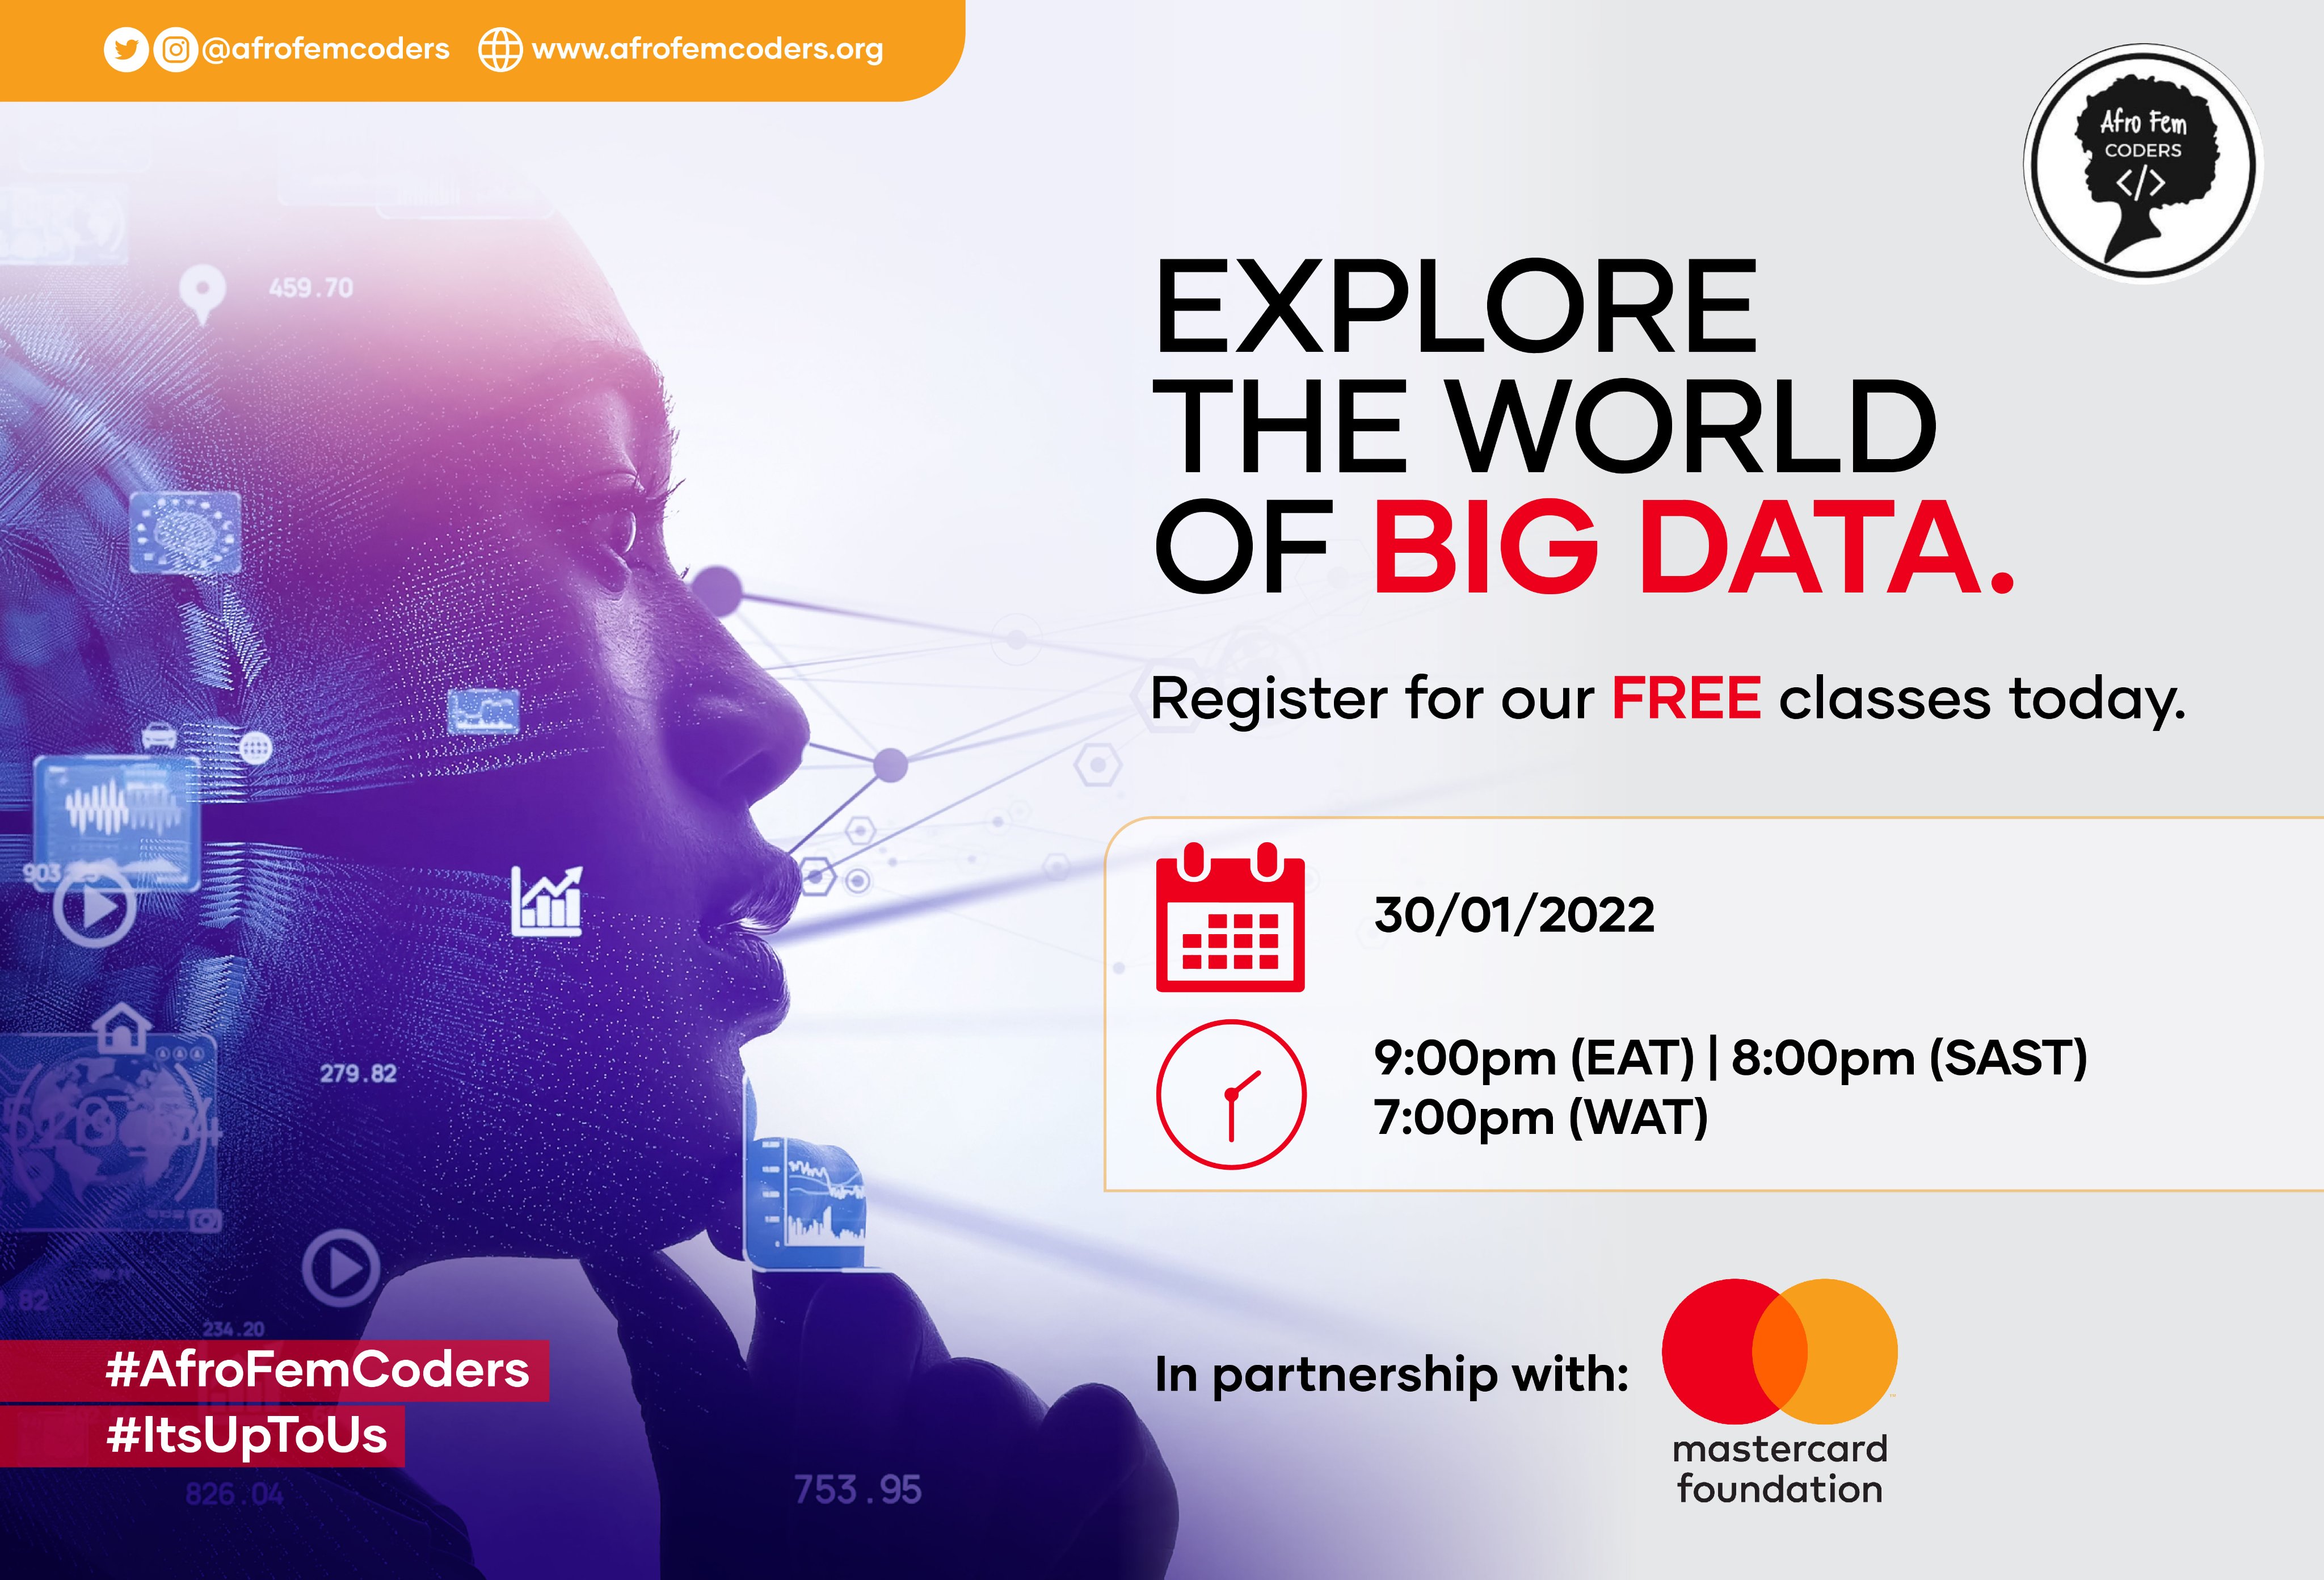 @afrofemcoders www.afrofemcoders.org
Afro Fem
CODERS
</>
EXPLORE
THE WORLD
OF BIG DATA.
Register for our FREE classes today.
30/01/2022
9:00pm (EAT) | 8:00pm (SAST)
7:00pm (WAT)
In partnership with:
mastercard
foundation
459.70
279.82
234.20
#AfroFemCoders
#ItsUpToUs
826.04
753.95